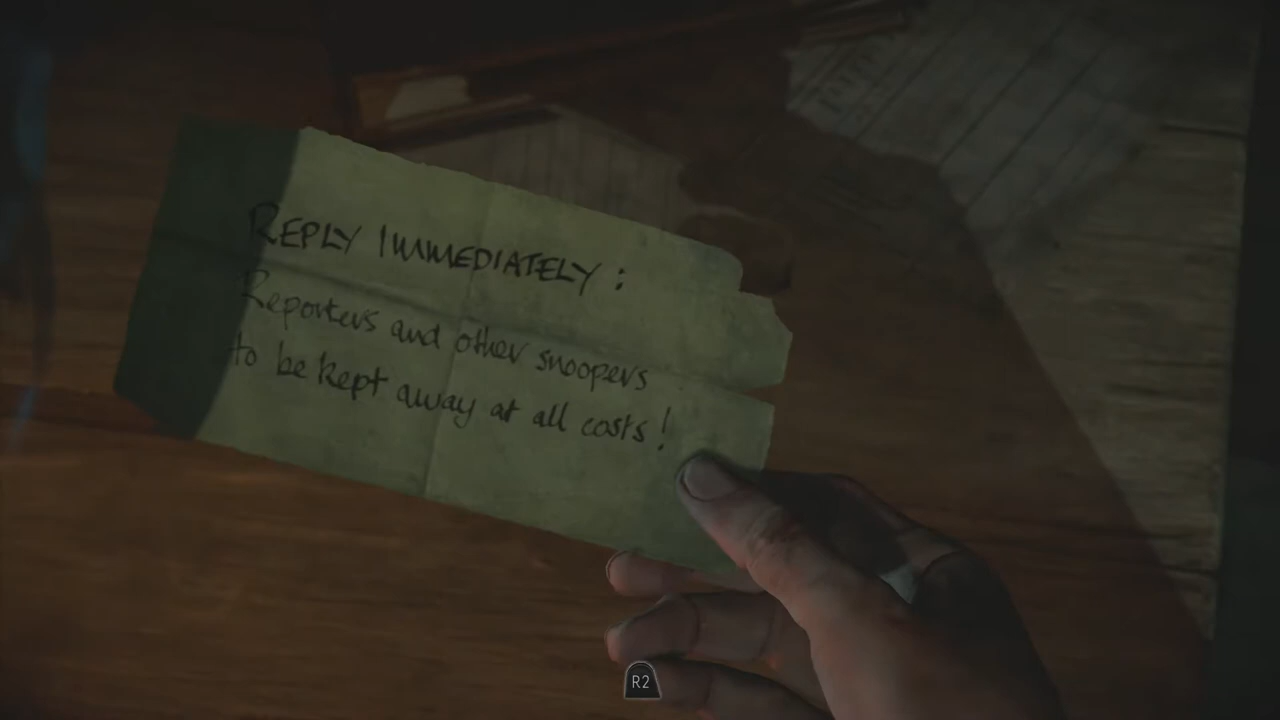 REPLY IMMEDIATELY :
Reporters and other snoopers
to be kept away at all costs!
R2